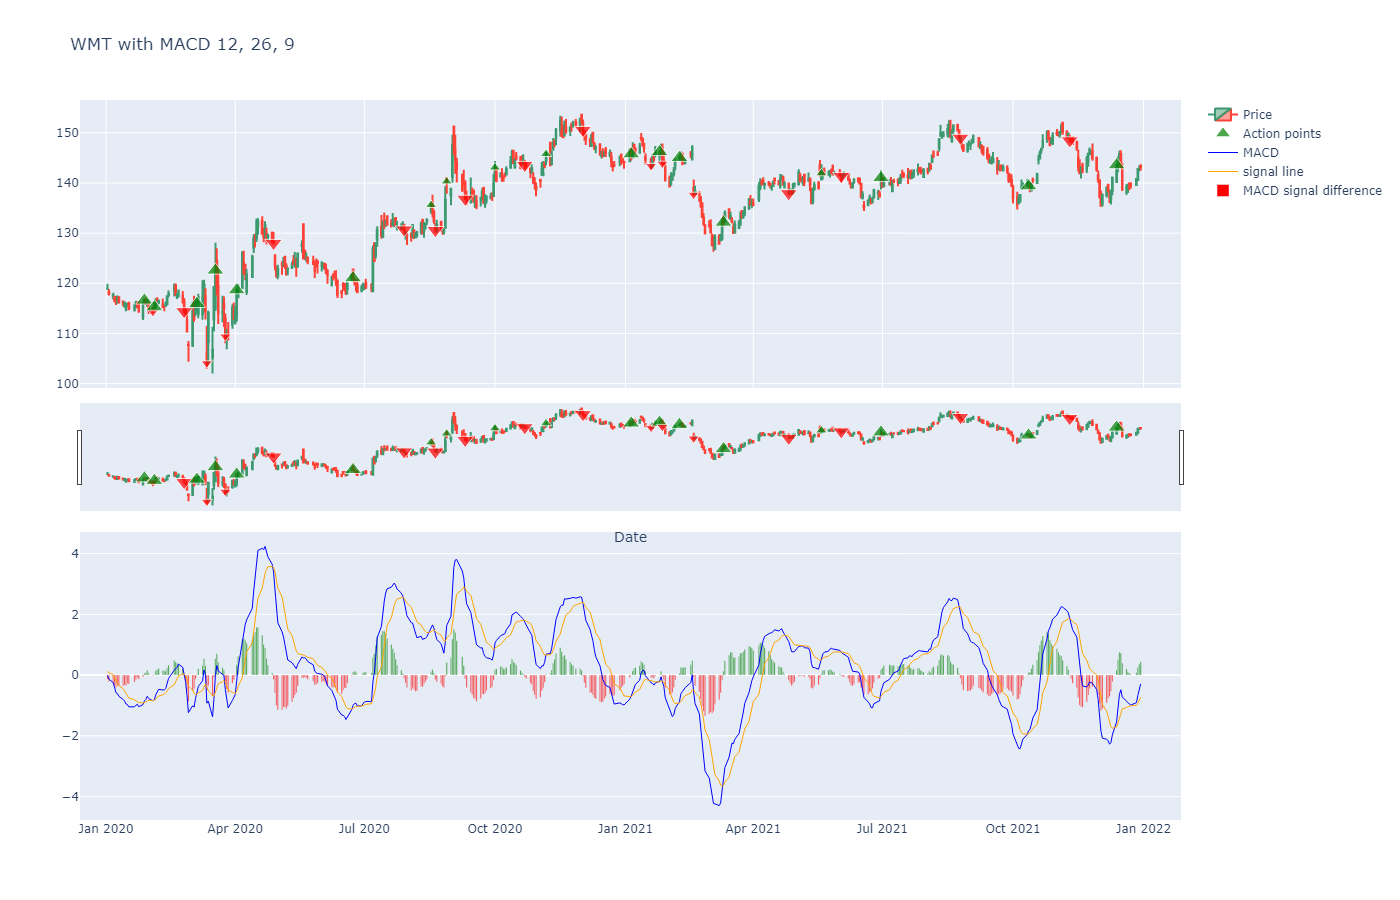 WMT with MACD 12, 26, 9
150
140
130
120
110
100
Price
Action points
MACD
signal line
MACD signal difference
Date
4
2
0
−2
−4
Jan 2020 Apr 2020 Jul 2020 Oct 2020 Jan 2021 Apr 2021 Jul 2021 Oct 2021 Jan 2022